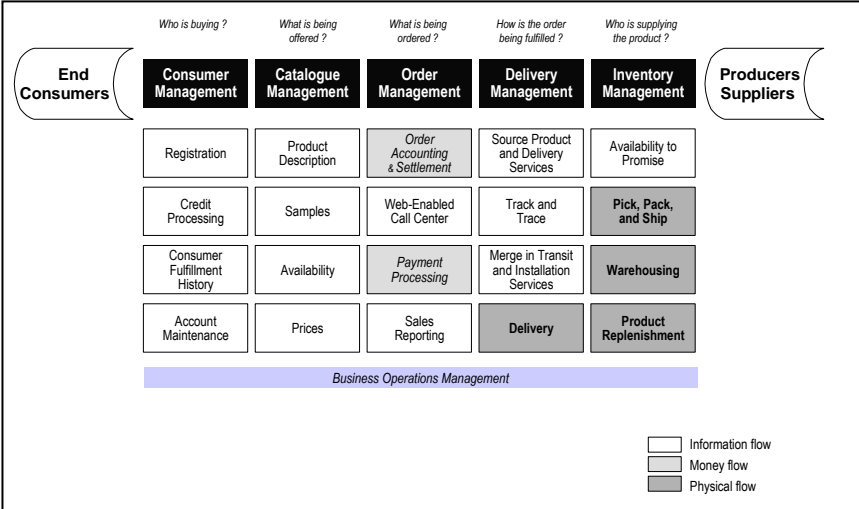 Who is buying ?
What is being
offered ?
What is being
ordered ?
How is the order
being fulfilled ?
Who is supplying
the product ?
End
Consumers
Consumer
Management
Catalogue
Management
Order
Management
Delivery
Management
Inventory
Management
Producers
Suppliers
Registration
Product
Description
Order
Accounting
& Settlement
Source Product
and Delivery
Services
Availability to
Promise
Credit
Processing
Samples
Web-Enabled
Call Center
Track and
Trace
Pick, Pack,
and Ship
Consumer
Fulfillment
History
Availability
Payment
Processing
Merge in Transit
and Installation
Services
Warehousing
Account
Maintenance
Prices
Sales
Reporting
Delivery
Product
Replenishment
Business Operations Management
Information flow
Money flow
Physical flow